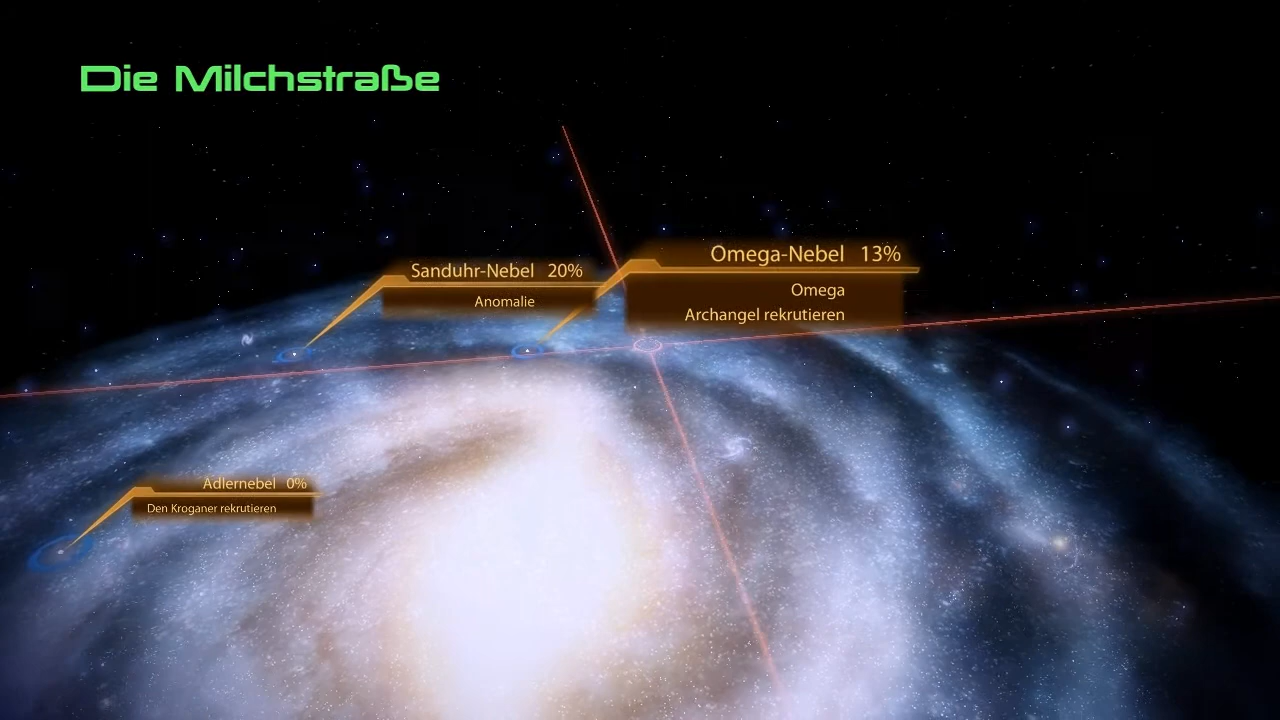 Die Milchstraße
Omega-Nebel 13%
Omega
Archangel rekrutieren
Sanduhr-Nebel 20%
Anomalie
Adlernebel 0%
Den Kroganer rekrutieren